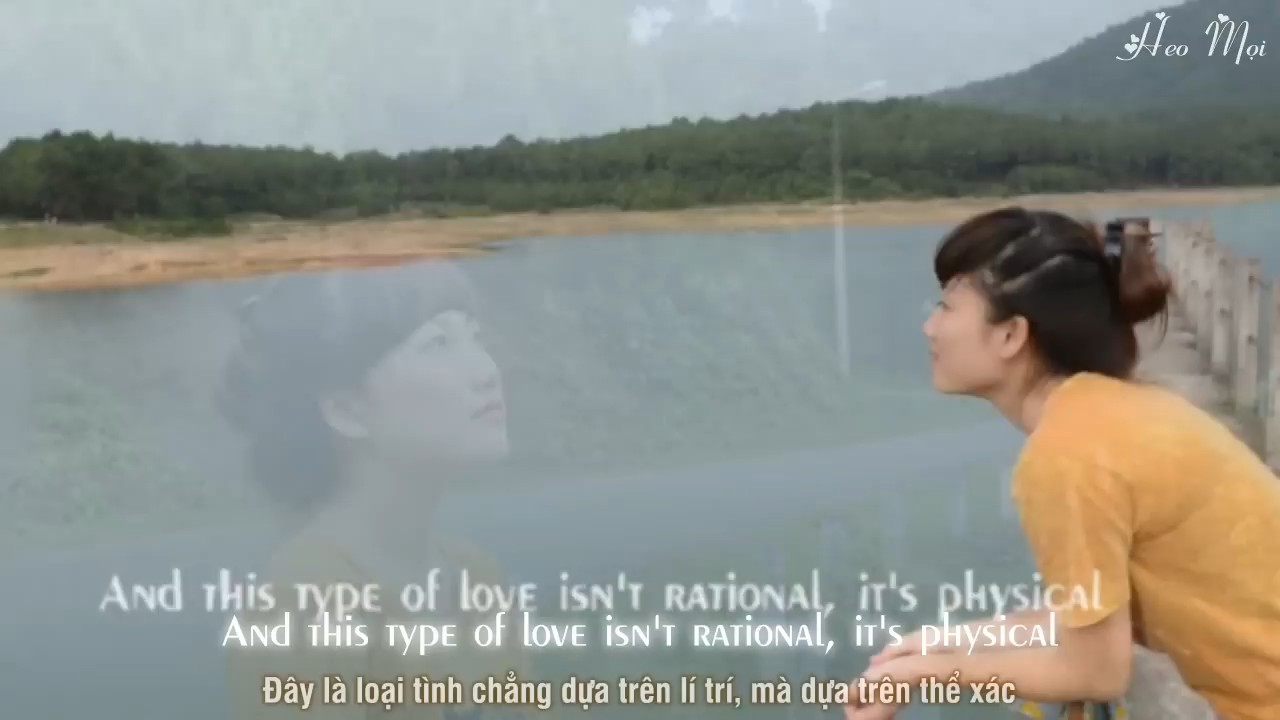 Heo Mọi
And this type of love isn't rational, it's physical
And this type of love isn't rational, it's physical
Đây là loại tình chẳng dựa trên lí trí, mà dựa trên thể xác